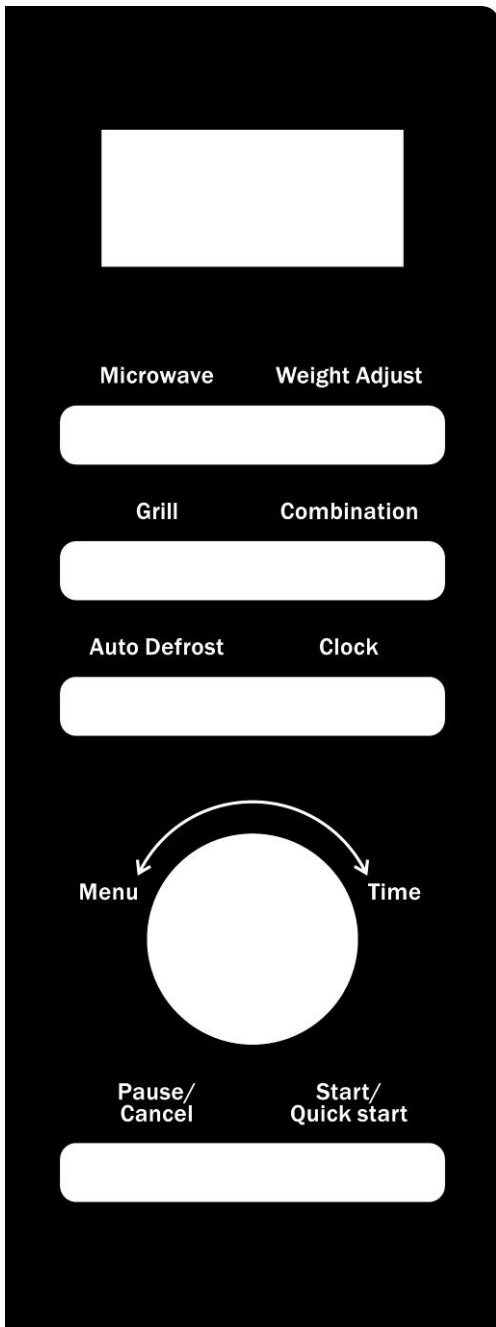 Microwave Weight Adjust
Grill Combination
Auto Defrost Clock
Menu Time
Pause/ Start/
Cancel Quick start